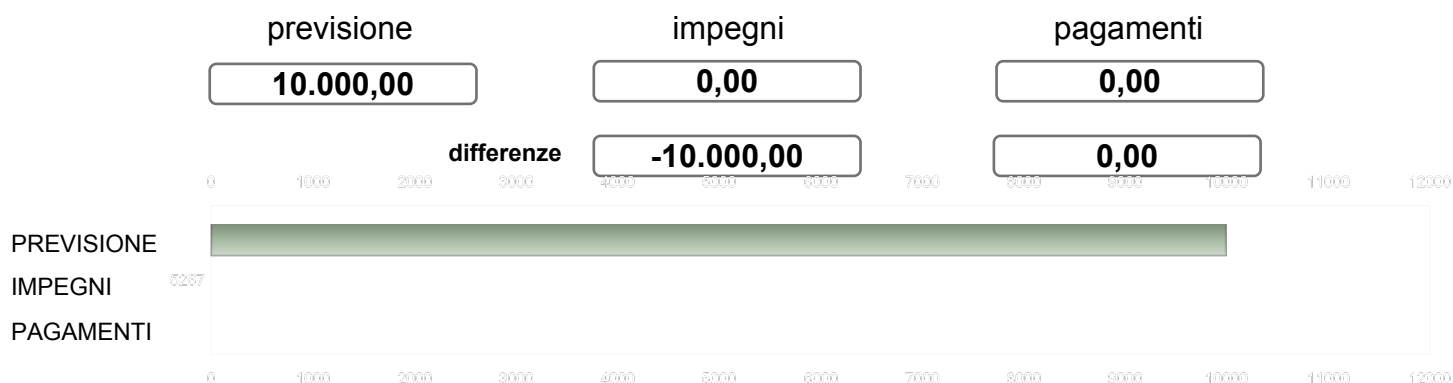 previsione impegni pagamenti
10.000,00 0,00 0,00
differenze -10.000,00 0,00
0 1000 2000 3000 4000 5000 6000 7000 8000 9000 10000 11000 12000
PREVISIONE
5267
IMPEGNI
PAGAMENTI
0 1000 2000 3000 4000 5000 6000 7000 8000 9000 10000 11000 12000